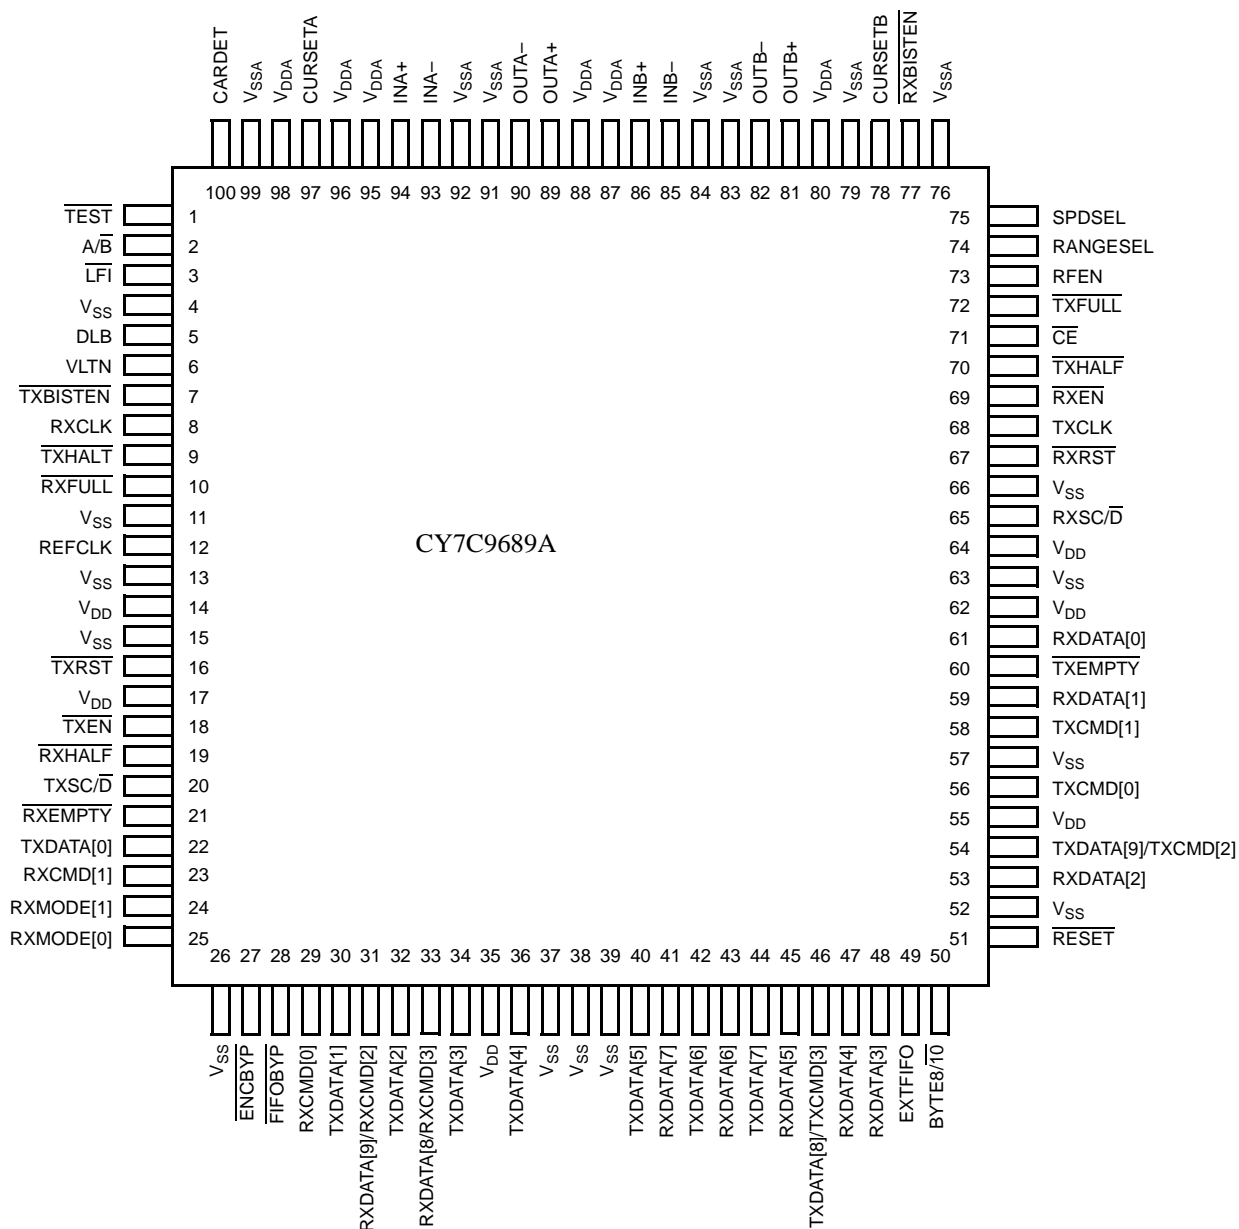 CARDET
VSSA
VDDA
CURSETA
VDDA
VDDA
INA+
INA–
VSSA
VSSA
OUTA–
OUTA+
VDDA
VDDA
INB+
INB–
VSSA
VSSA
OUTB–
OUTB+
VDDA
VSSA
CURSETB
RXBISTEN
VSSA
100 99 98 97 96 95 94 93 92 91 90 89 88 87 86 85 84 83 82 81 80 79 78 77 76
TEST 1
A/B 2
LFI 3
VSS 4
DLB 5
VLTN 6
TXBISTEN 7
RXCLK 8
TXHALT 9
RXFULL 10
VSS 11
REFCLK 12
VSS 13
VDD 14
VSS 15
TXRST 16
VDD 17
TXEN 18
RXHALF 19
TXSC/D 20
RXEMPTY 21
TXDATA[0] 22
RXCMD[1] 23
RXMODE[1] 24
RXMODE[0] 25
CY7C9689A
75 SPDSEL
74 RANGESEL
73 RFEN
72 TXFULL
71 CE
70 TXHALF
69 RXEN
68 TXCLK
67 RXRST
66 VSS
65 RXSC/D
64 VDD
63 VSS
62 VDD
61 RXDATA[0]
60 TXEMPTY
59 RXDATA[1]
58 TXCMD[1]
57 VSS
56 TXCMD[0]
55 VDD
54 TXDATA[9]/TXCMD[2]
53 RXDATA[2]
52 VSS
51 RESET
26 27 28 29 30 31 32 33 34 35 36 37 38 39 40 41 42 43 44 45 46 47 48 49 50
VSS
ENCBYP
FIFOBYP
RXCMD[0]
TXDATA[1]
RXDATA[9]/RXCMD[2]
TXDATA[2]
RXDATA[8/RXCMD[3]
TXDATA[3]
VDD
TXDATA[4]
VSS
VSS
VSS
TXDATA[5]
RXDATA[7]
TXDATA[6]
RXDATA[6]
TXDATA[7]
RXDATA[5]
TXDATA[8]/TXCMD[3]
RXDATA[4]
RXDATA[3]
EXTFIFO
BYTE8/10